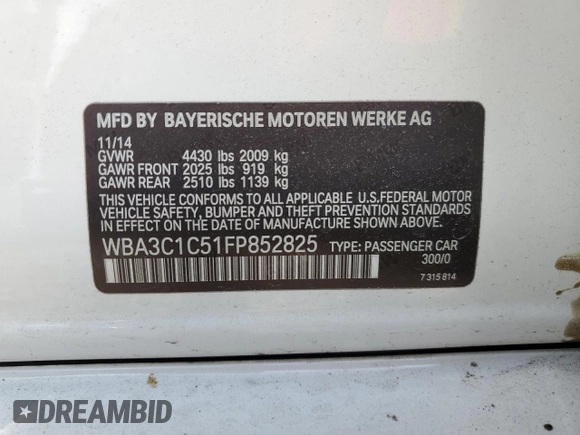 MFD BY BAYERISCHE MOTOREN WERKE AG
11/14
GVWR 4430 lbs 2009 kg
GAWR FRONT 2025 lbs 919 kg
GAWR REAR 2510 lbs 1139 kg
THIS VEHICLE CONFORMS TO ALL APPLICABLE U.S.FEDERAL MOTOR
VEHICLE SAFETY, BUMPER AND THEFT PREVENTION STANDARDS IN
EFFECT ON THE DATE OF MANUFACTURE SHOWN ABOVE.
WBA3C1C51FP852825 TYPE: PASSENGER CAR
300/0
7 315 814
DREAMBID